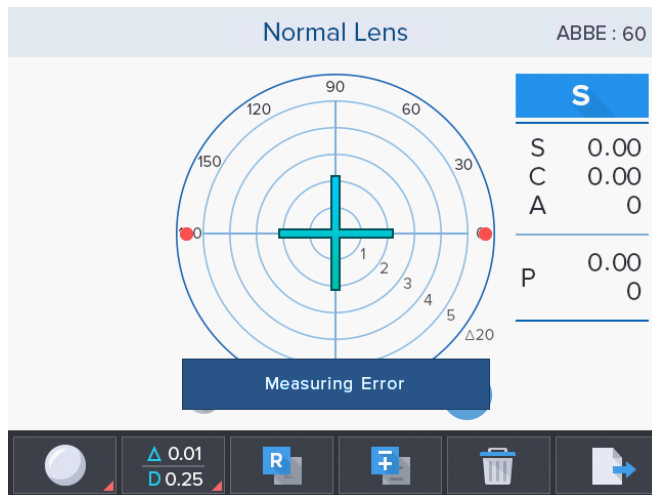 Normal Lens
ABBE : 60
90
120
60
S
150
30
S 0.00
C 0.00
A 0
1
2
3
4
5
Δ20
P 0.00
0
Measuring Error
Δ 0.01
D 0.25
R